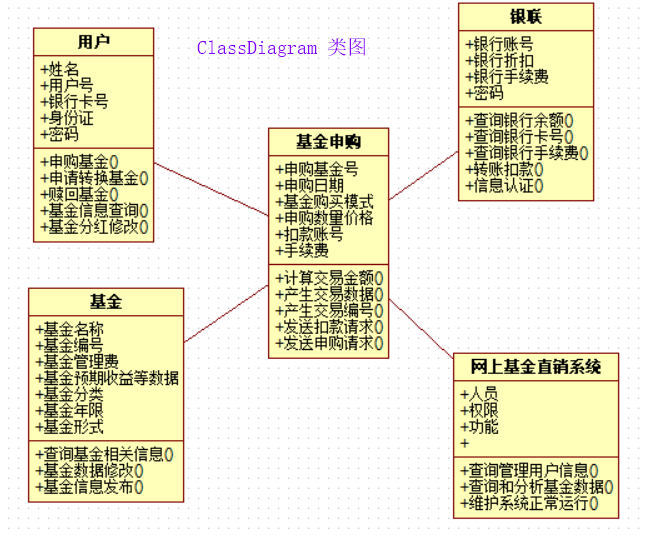 ClassDiagram 类图
用户
+姓名
+用户号
+银行卡号
+身份证
+密码
+申购基金()
+申请转换基金()
+赎回基金()
+基金信息查询()
+基金分红修改()
银联
+银行账号
+银行折扣
+银行手续费
+密码
+查询银行余额()
+查询银行卡号()
+查询银行手续费()
+转账扣款()
+信息认证()
基金申购
+申购基金号
+申购日期
+基金购买模式
+申购数量价格
+扣款账号
+手续费
+计算交易金额()
+产生交易数据()
+产生交易编号()
+发送扣款请求()
+发送申购请求()
基金
+基金名称
+基金编号
+基金管理费
+基金预期收益等数据
+基金分类
+基金年限
+基金形式
+查询基金相关信息()
+基金数据修改()
+基金信息发布()
网上基金直销系统
+人员
+权限
+功能
+
+查询管理用户信息()
+查询和分析基金数据()
+维护系统正常运行()